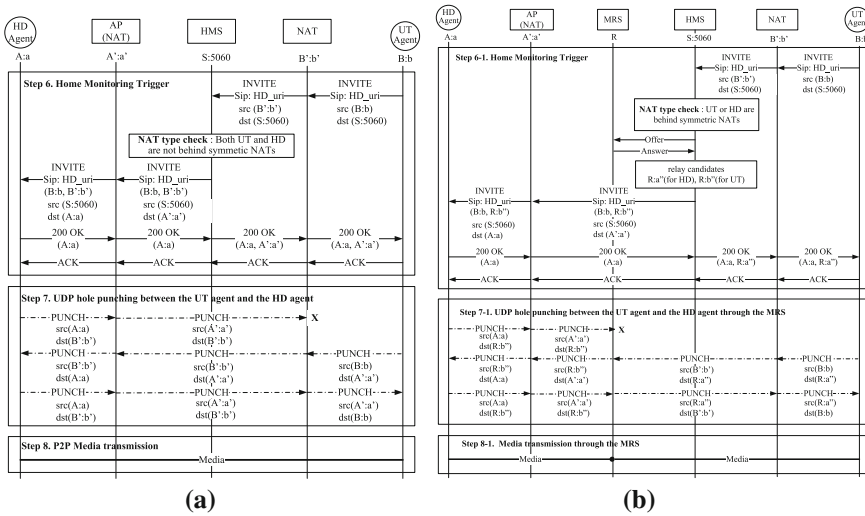 HD
Agent
AP
(NAT)
HMS
NAT
UT
Agent
A:a
A':a'
S:5060
B':b'
B:b
Step 6. Home Monitoring Trigger
INVITE
Sip: HD_uri
src (B':b')
dst (S:5060)
INVITE
Sip: HD_uri
src (B:b)
dst (S:5060)
NAT type check : Both UT and HD
are not behind symmetic NATs
INVITE
Sip: HD_uri
(B:b, B':b')
src (S:5060)
dst (A:a)
INVITE
Sip: HD_uri
(B:b, B':b')
src (S:5060)
dst (A':a')
200 OK
(A:a)
200 OK
(A:a)
200 OK
(A:a, A':a')
200 OK
(A:a, A':a')
ACK
ACK
ACK
ACK
Step 7. UDP hole punching between the UT agent and the HD agent
PUNCH
src(A:a)
dst(B':b')
PUNCH
src(A':a')
dst(B':b')
X
PUNCH
src(B':b')
dst(A:a)
PUNCH
src(B':b')
dst(A':a')
PUNCH
src(B:b)
dst(A':a')
PUNCH
src(A:a)
dst(B':b')
PUNCH
src(A':a')
dst(B':b')
PUNCH
src(A':a')
dst(B:b)
Step 8. P2P Media transmission
Media
(a)
HD
Agent
AP
(NAT)
MRS
HMS
NAT
UT
Agent
A:a
A':a'
R
S:5060
B':b'
B:b
Step 6-1. Home Monitoring Trigger
INVITE
Sip: HD_uri
src (B':b')
dst (S:5060)
INVITE
Sip: HD_uri
src (B:b)
dst (S:5060)
NAT type check : UT or HD are
behind symmetric NATs
Offer
Answer
relay candidates
R:a"(for HD), R:b"(for UT)
INVITE
Sip: HD_uri
(B:b, R:b")
src (S:5060)
dst (A:a)
INVITE
Sip: HD_uri
(B:b, R:b")
src (S:5060)
dst (A':a')
200 OK
(A:a)
200 OK
(A:a)
200 OK
(A:a, R:a")
200 OK
(A:a, R:a")
ACK
ACK
ACK
ACK
Step 7-1. UDP hole punching between the UT agent and the HD agent through the MRS
PUNCH
src(A:a)
dst(R:b")
PUNCH
src(A':a')
dst(R:b")
X
PUNCH
src(R:b")
dst(A:a)
PUNCH
src(R:b")
dst(A':a')
PUNCH
src(B':b')
dst(R:a")
PUNCH
src(B:b)
dst(R:a")
PUNCH
src(A:a)
dst(R:b")
PUNCH
src(A':a')
dst(R:b")
PUNCH
src(R:a")
dst(B':b')
PUNCH
src(R:a")
dst(B:b)
Step 8-1. Media transmission through the MRS
Media
Media
(b)